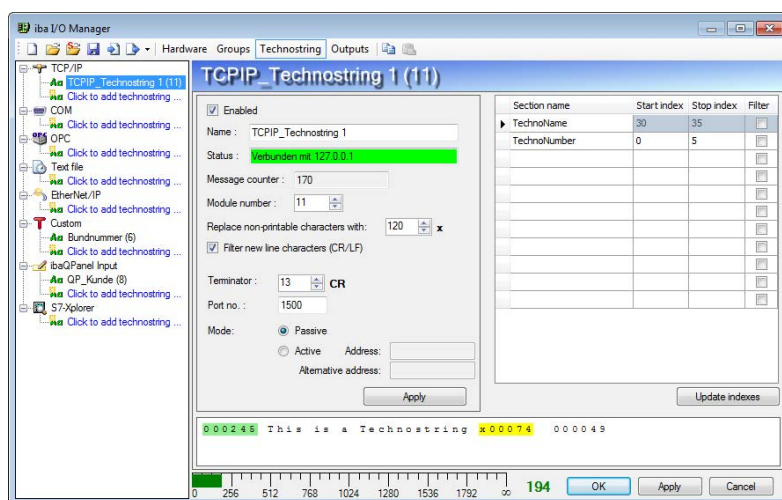 iba I/O Manager
Hardware Groups Technostring Outputs
TCP/IP
TCPIP_Technostring 1 (11)
Click to add technostring ...
COM
Click to add technostring ...
OPC
Click to add technostring ...
Text file
Click to add technostring ...
EtherNet/IP
Click to add technostring ...
Custom
Bundnummer (6)
Click to add technostring ...
ibaQPanel Input
QP_Kunde (8)
Click to add technostring ...
S7-Xplorer
Click to add technostring ...
TCPIP_Technostring 1 (11)
Enabled
Name : TCPIP_Technostring 1
Status : Verbunden mit 127.0.0.1
Message counter : 170
Module number : 11
Replace non-printable characters with: 120 x
Filter new line characters (CR/LF)
Terminator : 13 CR
Port no. : 1500
Mode: Passive
Active Address:
Alternative address:
Apply
Section name Start index Stop index Filter
TechnoName 30 35
TechnoNumber 0 5
Update indexes
000245 This is a Technostring x00074 000049
0 256 512 768 1024 1280 1536 1792 ∞ 194
OK Apply Cancel